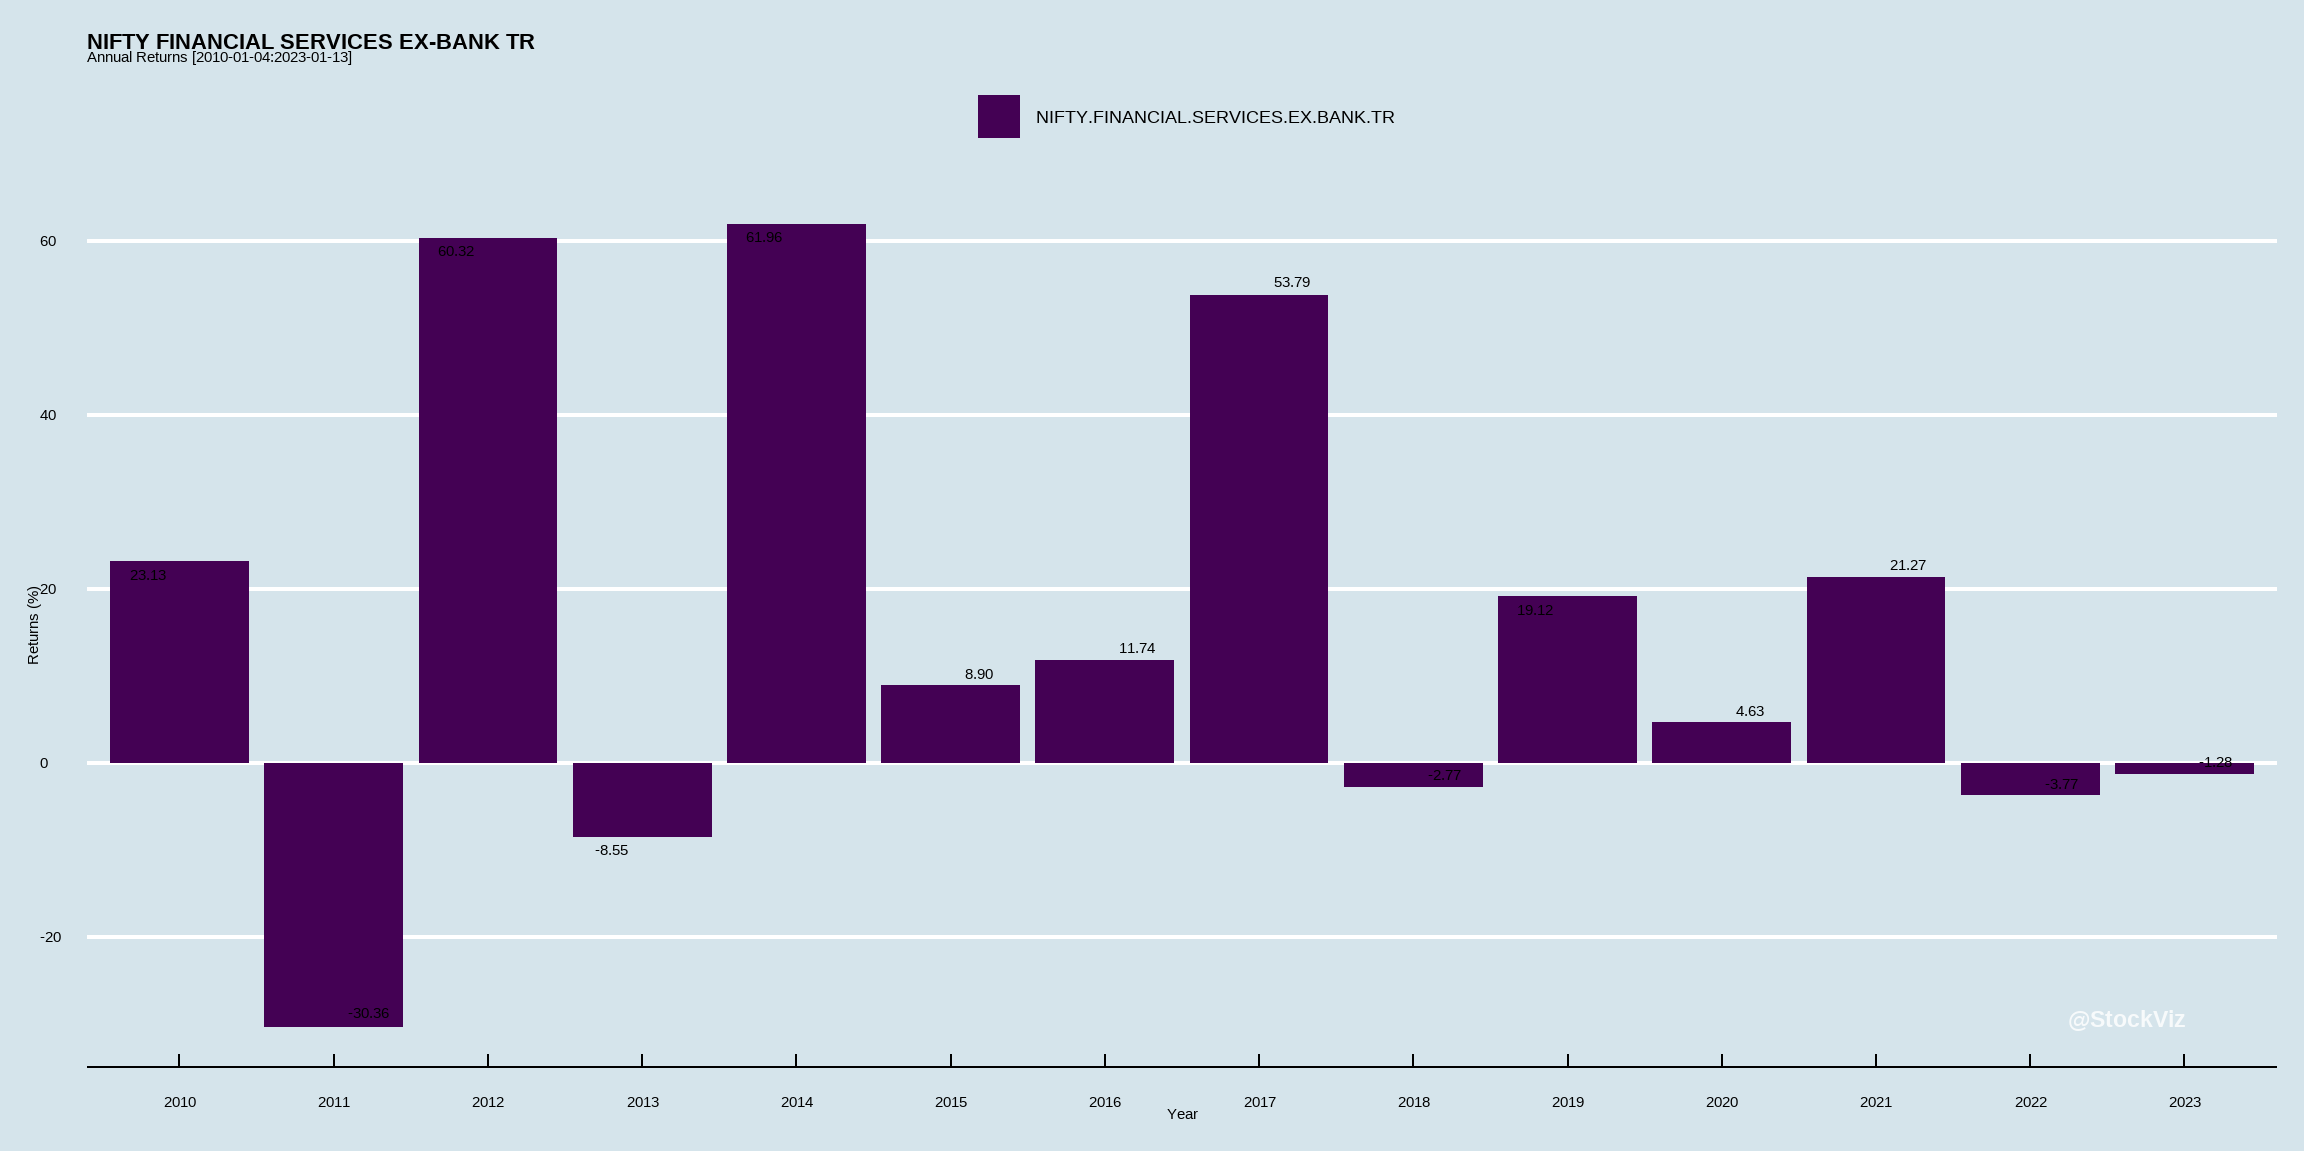 NIFTY FINANCIAL SERVICES EX-BANK TR
Annual Returns [2010-01-04:2023-01-13]
NIFTY.FINANCIAL.SERVICES.EX.BANK.TR
60
40
20
0
-20
Returns (%)
23.13
-30.36
60.32
-8.55
61.96
8.90
11.74
53.79
-2.77
19.12
4.63
21.27
-3.77
-1.28
@StockViz
2010 2011 2012 2013 2014 2015 2016 2017 2018 2019 2020 2021 2022 2023
Year